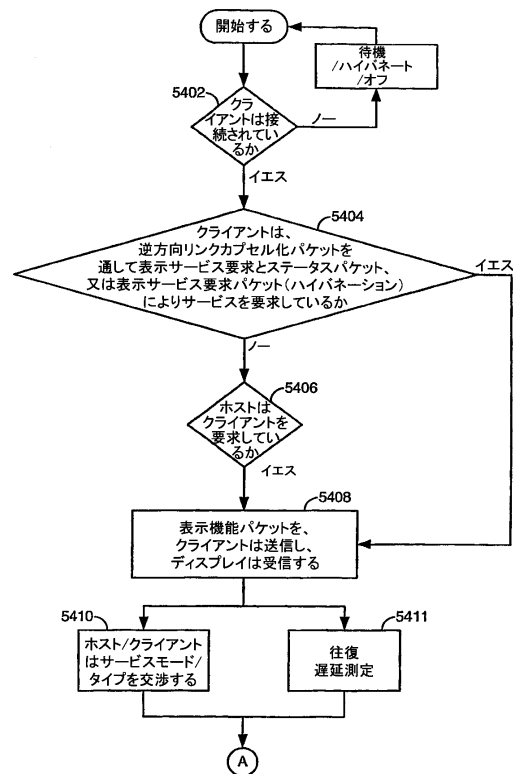 開始する
待機
/ハイバネート
/オフ
5402
クラ
イアントは接
続されてい
るか
ノー
イエス
5404
クライアントは、
逆方向リンクカプセル化パケットを
通して表示サービス要求とステータスパケット、
又は表示サービス要求パケット(ハイバネーション)
によりサービスを要求しているか
イエス
ノー
5406
ホストは
クライアントを
要求してい
るか
イエス
5408
表示機能パケットを、
クライアントは送信し、
ディスプレイは受信する
5410
ホスト/クライアント
はサービスモード/
タイプを交渉する
5411
往復
遅延測定
A